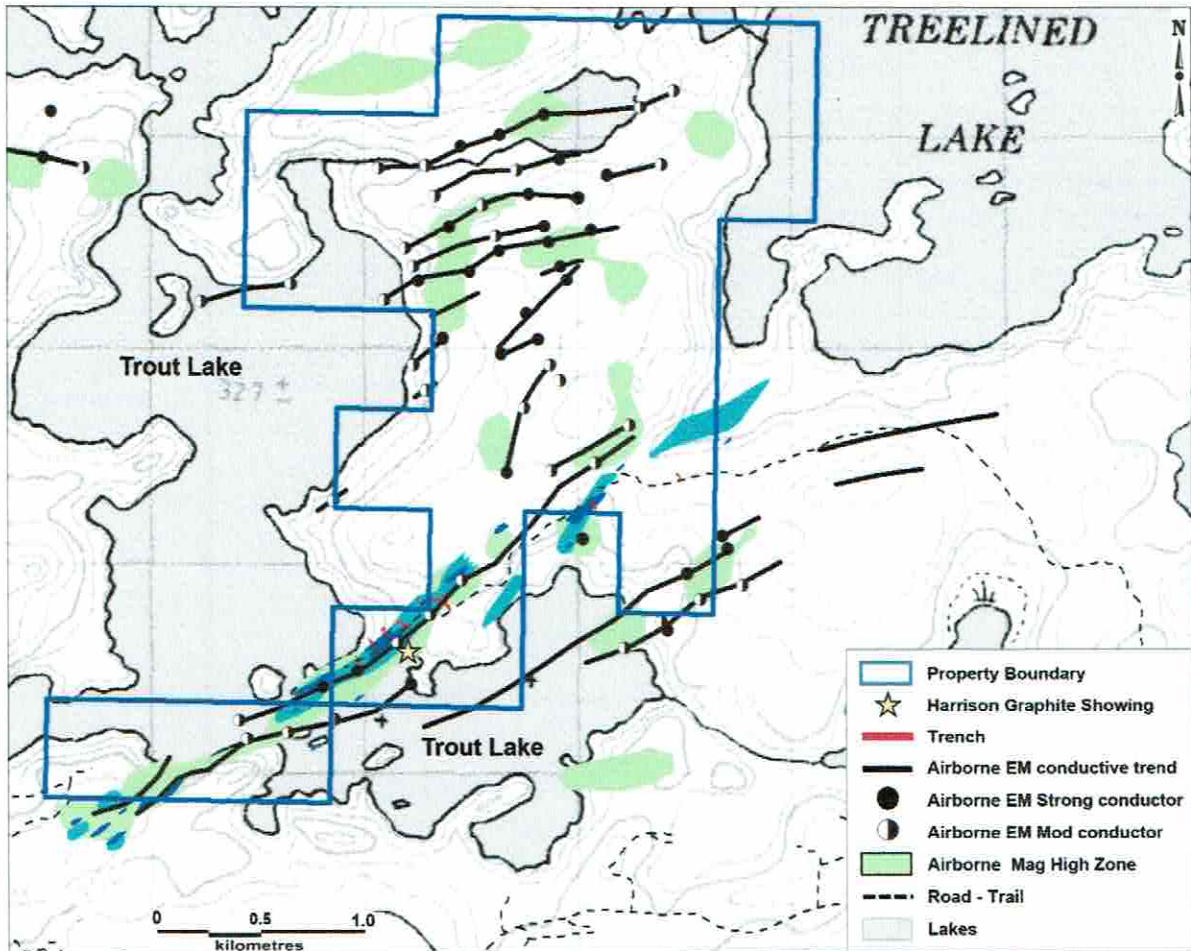 TREELINED
LAKE
N
Trout Lake
327 ±
Trout Lake
Property Boundary
Harrison Graphite Showing
Trench
Airborne EM conductive trend
Airborne EM Strong conductor
Airborne EM Mod conductor
Airborne Mag High Zone
Road - Trail
Lakes
0 0.5 1.0
kilometres